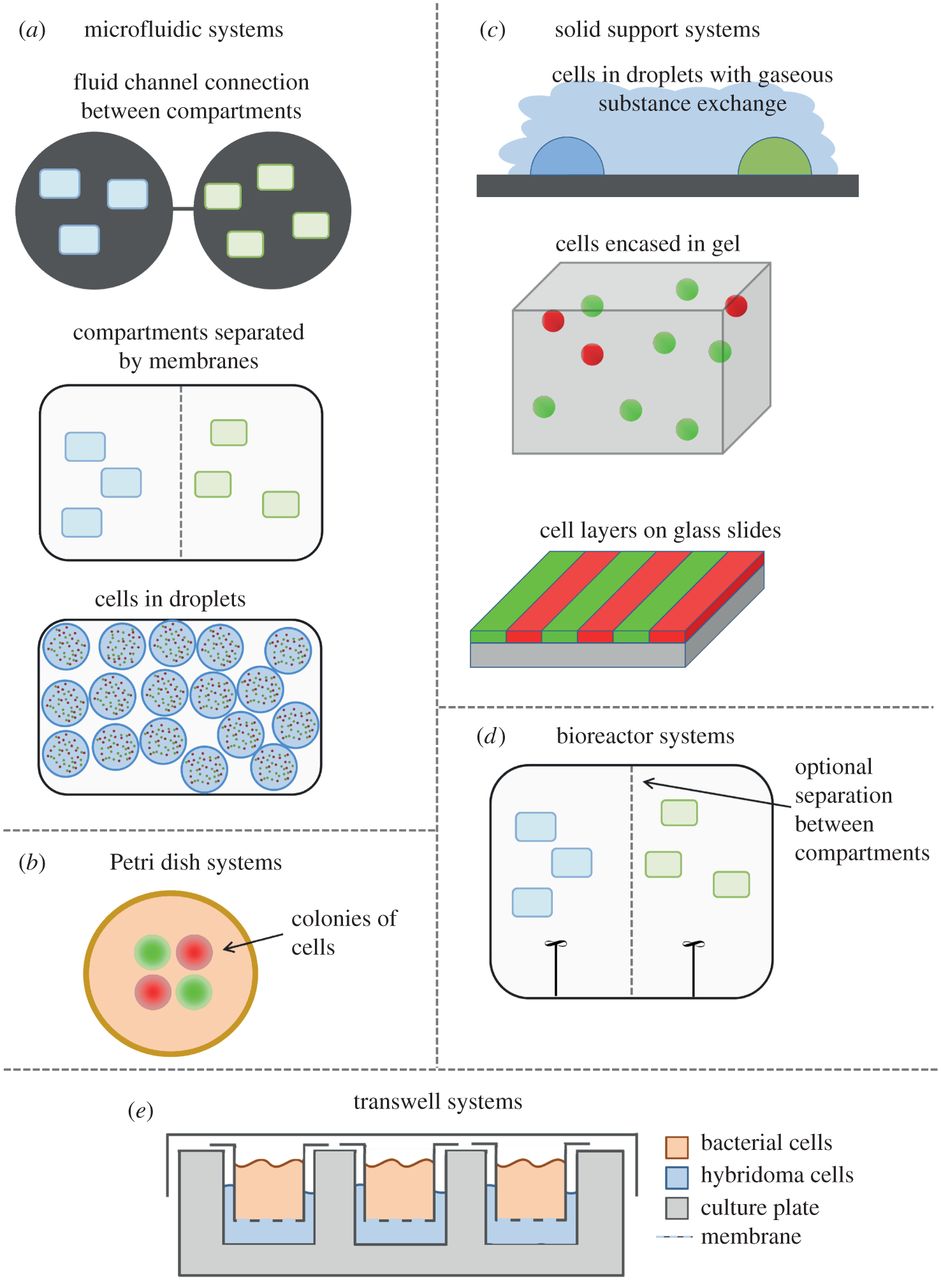 (a) microfluidic systems
fluid channel connection
between compartments
compartments separated
by membranes
cells in droplets
(b) Petri dish systems
colonies of
cells
(c) solid support systems
cells in droplets with gaseous
substance exchange
cells encased in gel
cell layers on glass slides
(d) bioreactor systems
optional
separation
between
compartments
(e) transwell systems
bacterial cells
hybridoma cells
culture plate
membrane